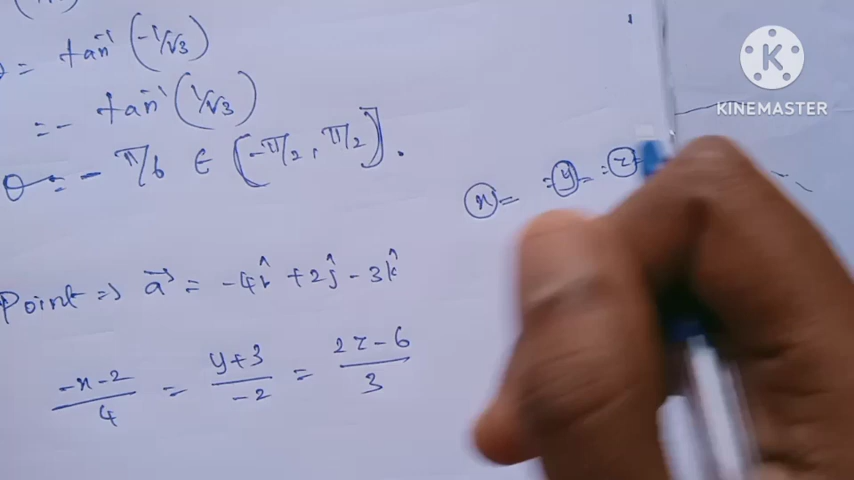 = tan⁻¹(-1/√3)
= - tan⁻¹(1/√3)
θ = - π/6 ∈ [-π/2, π/2].
x = = y = = z =
Point => a⃗ = -4î + 2ĵ - 3k̂
(-x-2)/4 = (y+3)/-2 = (2z-6)/3
K
KINEMASTER